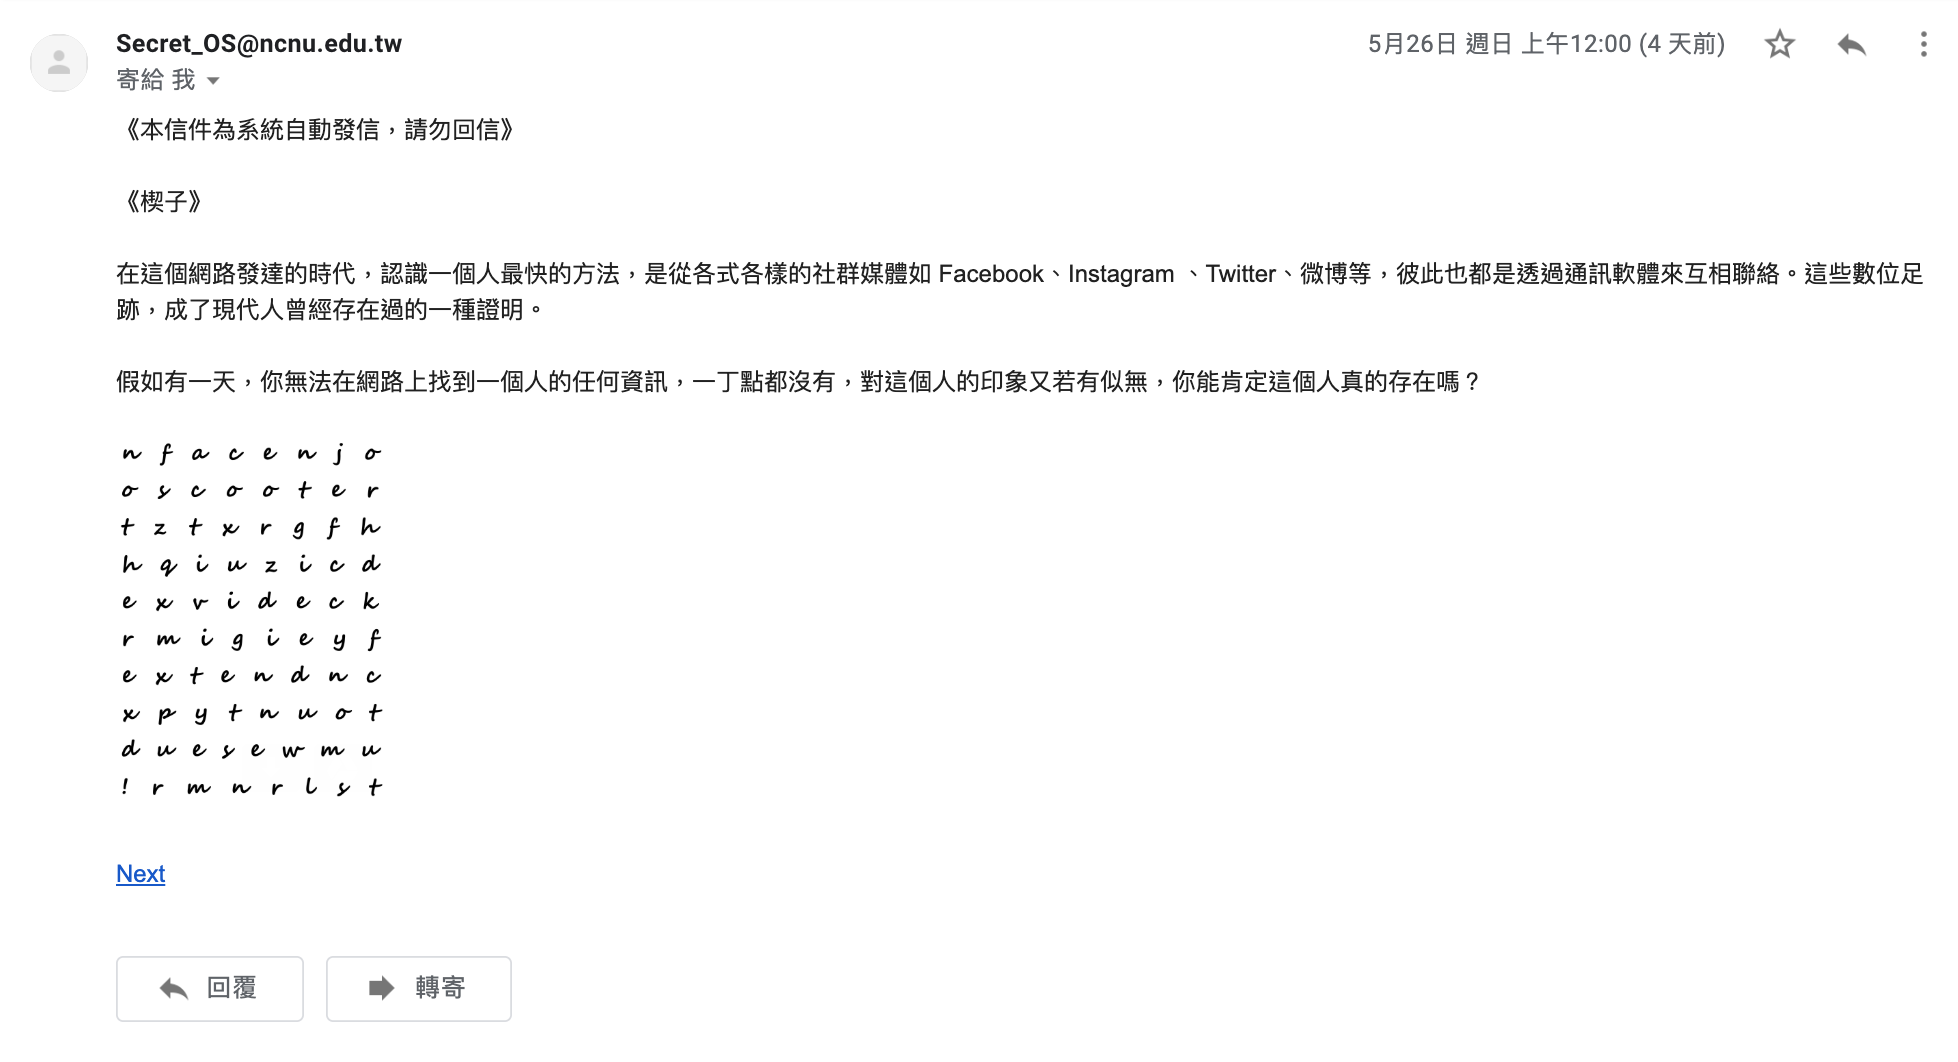 Secret_OS@ncnu.edu.tw
5月26日 週日 上午12:00 (4 天前)
寄給 我
《本信件為系統自動發信，請勿回信》
《楔子》
在這個網路發達的時代，認識一個人最快的方法，是從各式各樣的社群媒體如 Facebook、Instagram 、Twitter、微博等，彼此也都是透過通訊軟體來互相聯絡。這些數位足
跡，成了現代人曾經存在過的一種證明。
假如有一天，你無法在網路上找到一個人的任何資訊，一丁點都沒有，對這個人的印象又若有似無，你能肯定這個人真的存在嗎？
n f a c e n j o
o s c o o t e r
t z t x r g f h
h q i u z i c d
e x v i d e c k
r m i g i e y f
e x t e n d n c
x p y t n u o t
d u e s e w m u
! r m n r l s t
Next
回覆
轉寄